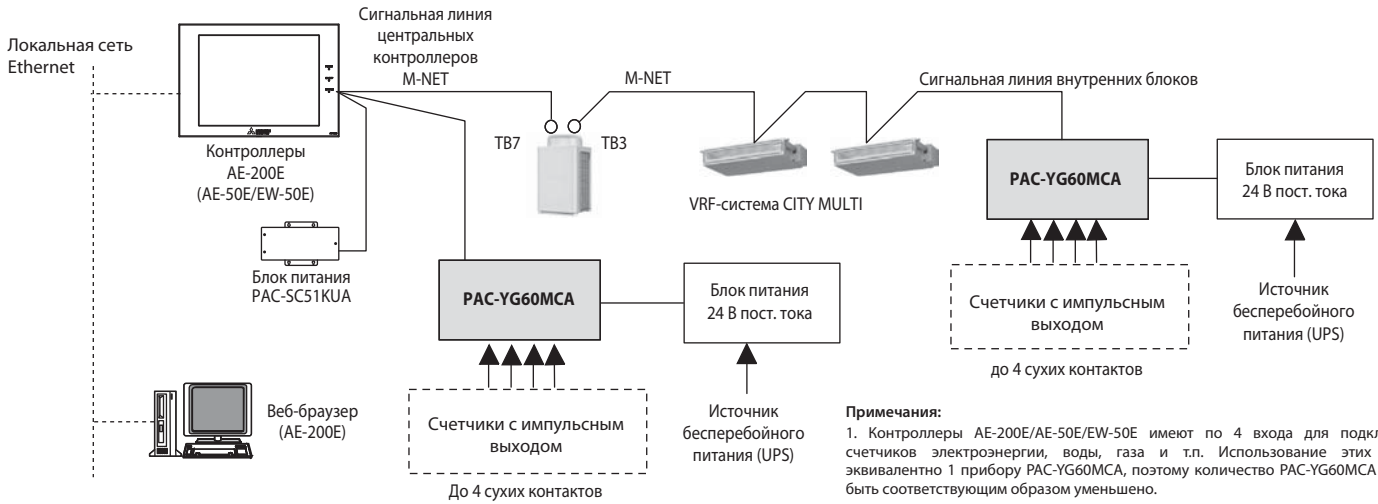 Локальная сеть
Ethernet
Сигнальная линия
центральных
контроллеров
M-NET
M-NET
Сигнальная линия внутренних блоков
TB7
TB3
Контроллеры
AE-200E
(AE-50E/EW-50E)
VRF-система CITY MULTI
PAC-YG60MCA
Блок питания
24 В пост. тока
Блок питания
PAC-SC51KUA
PAC-YG60MCA
Блок питания
24 В пост. тока
Счетчики с импульсным
выходом
Источник
бесперебойного
питания (UPS)
до 4 сухих контактов
Веб-браузер
(AE-200E)
Счетчики с импульсным
выходом
Источник
бесперебойного
питания (UPS)
До 4 сухих контактов
Примечания:
1. Контроллеры AE-200E/AE-50E/EW-50E имеют по 4 входа для
счетчиков электроэнергии, воды, газа и т.п. Использование этих
эквивалентно 1 прибору PAC-YG60MCA, поэтому количество PAC-YG60MCA
быть соответствующим образом уменьшено.